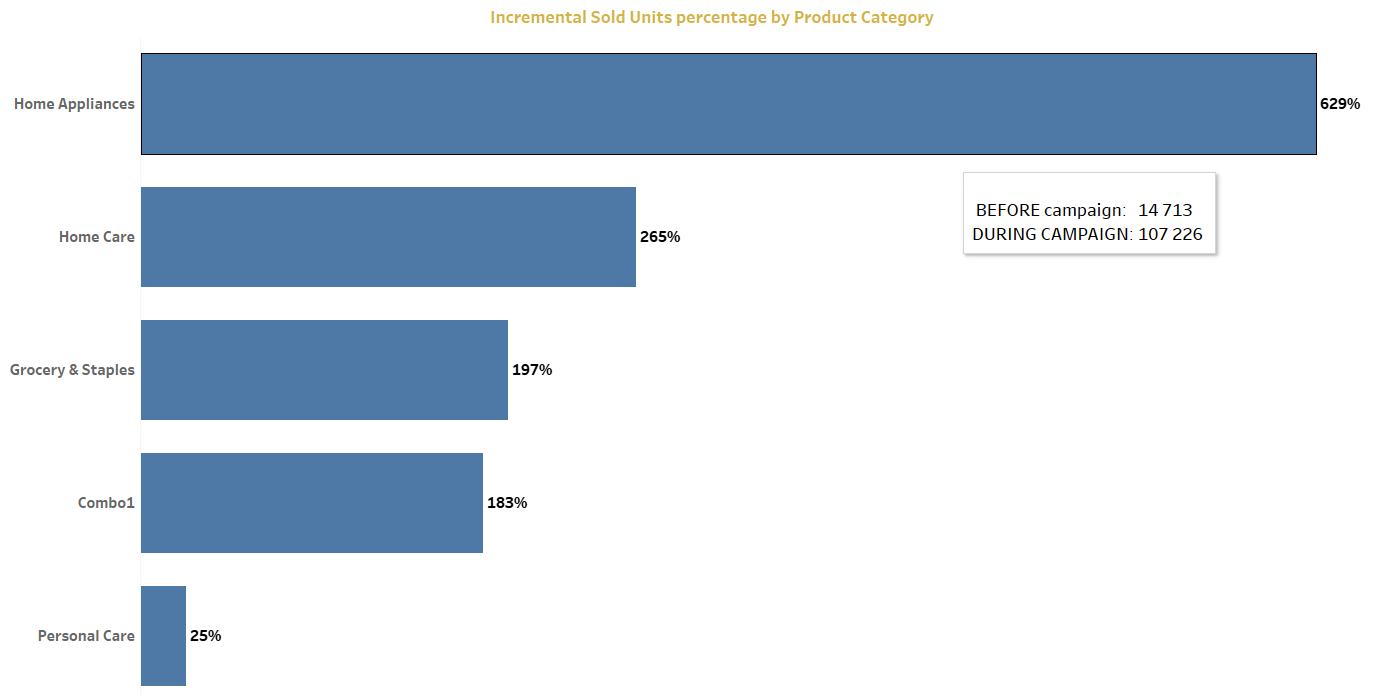 Incremental Sold Units percentage by Product Category
Home Appliances 629%
BEFORE campaign: 14 713
DURING CAMPAIGN: 107 226
Home Care 265%
Grocery & Staples 197%
Combo1 183%
Personal Care 25%